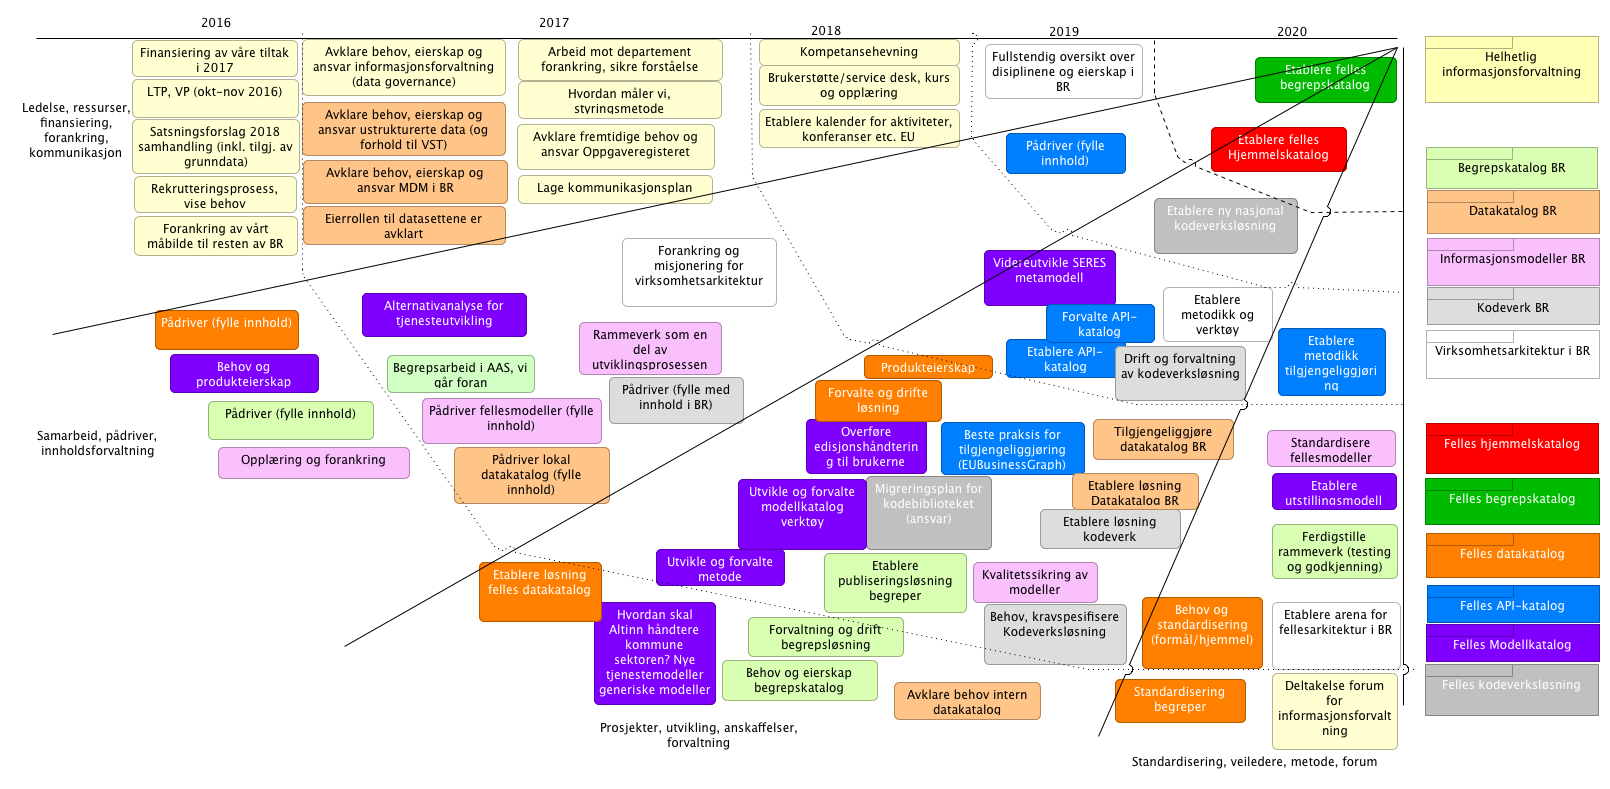 2016
2017
2018
2019
2020
Ledelse, ressurser,
finansiering,
forankring,
kommunikasjon
Finansiering av våre tiltak
i 2017
LTP, VP (okt-nov 2016)
Satsningsforslag 2018
samhandling (inkl. tilgj. av
grunndata)
Rekrutteringsprosess,
vise behov
Forankring av vårt
måbilde til resten av BR
Avklare behov, eierskap og
ansvar informasjonsforvaltning
(data governance)
Avklare behov, eierskap og
ansvar ustrukturerte data (og
forhold til VST)
Avklare behov, eierskap og
ansvar MDM i BR
Eierrollen til datasettene er
avklart
Arbeid mot departement
forankring, sikre forståelse
Hvordan måler vi,
styringsmetode
Avklare fremtidige behov og
ansvar Oppgaveregisteret
Lage kommunikasjonsplan
Kompetansehevning
Brukerstøtte/service desk, kurs
og opplæring
Etablere kalender for aktiviteter,
konferanser etc. EU
Fullstendig oversikt over
disiplinene og eierskap i
BR
Pådriver (fylle
innhold)
Etablere felles
begrepskatalog
Etablere felles
Hjemmelskatalog
Etablere ny nasjonal
kodeverksløsning
Samarbeid, pådriver,
innholdsforvaltning
Pådriver (fylle innhold)
Behov og
produkteierskap
Pådriver (fylle innhold)
Opplæring og forankring
Alternativanalyse for
tjenesteutvikling
Begrepsarbeid i AAS, vi
går foran
Pådriver fellesmodeller (fylle
innhold)
Pådriver lokal
datakatalog (fylle
innhold)
Forankring og
misjonering for
virksomhetsarkitektur
Rammeverk som en
del av
utviklingsprosessen
Pådriver (fylle med
innhold i BR)
Videreutvikle SERES
metamodell
Forvalte API-
katalog
Etablere API-
katalog
Etablere
metodikk og
verktøy
Drift og forvaltning
av kodeverksløsning
Etablere
metodikk
tilgjengeliggjøri
ng
Produkteierskap
Forvalte og drifte
løsning
Overføre
edisjonshåndterin
g til brukerne
Beste praksis for
tilgjengeliggjøring
(EUBusinessGraph)
Tilgjengeliggjøre
datakatalog BR
Etablere løsning
Datakatalog BR
Etablere løsning
kodeverk
Utvikle og forvalte
modellkatalog
verktøy
Migreringsplan for
kodebiblioteket
(ansvar)
Utvikle og forvalte
metode
Etablere løsning
felles datakatalog
Hvordan skal
Altinn håndtere
kommune
sektoren? Nye
tjenestemodeller
generiske modeller
Etablere
publiseringsløsning
begreper
Forvaltning og drift
begrepsløsning
Behov og eierskap
begrepskatalog
Kvalitetssikring av
modeller
Behov, kravspesifisere
Kodeverksløsning
Avklare behov intern
datakatalog
Prosjekter, utvikling, anskaffelser,
forvaltning
Standardisere
fellesmodeller
Etablere
utstillingsmodell
Ferdigstille
rammeverk (testing
og godkjenning)
Behov og
standardisering
(formål/hjemmel)
Etablere arena for
fellesarkitektur i BR
Standardisering
begreper
Deltakelse forum
for
informasjonsforvalt
ning
Standardisering, veiledere, metode, forum
Helhetlig
informasjonsforvaltning
Begrepskatalog BR
Datakatalog BR
Informasjonsmodeller BR
Kodeverk BR
Virksomhetsarkitektur i BR
Felles hjemmelskatalog
Felles begrepskatalog
Felles datakatalog
Felles API-katalog
Felles Modellkatalog
Felles kodeverksløsning